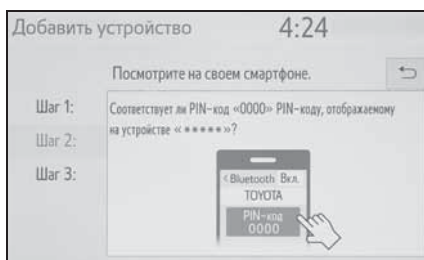 Добавить устройство 4:24
Посмотрите на своем смартфоне.
Шаг 1:
Соответствует ли PIN-код «0000» PIN-коду, отображаемому
на устройстве « ***** »?
Шаг 2:
Шаг 3:
< Bluetooth Вкл.
TOYOTA
PIN-код
0000